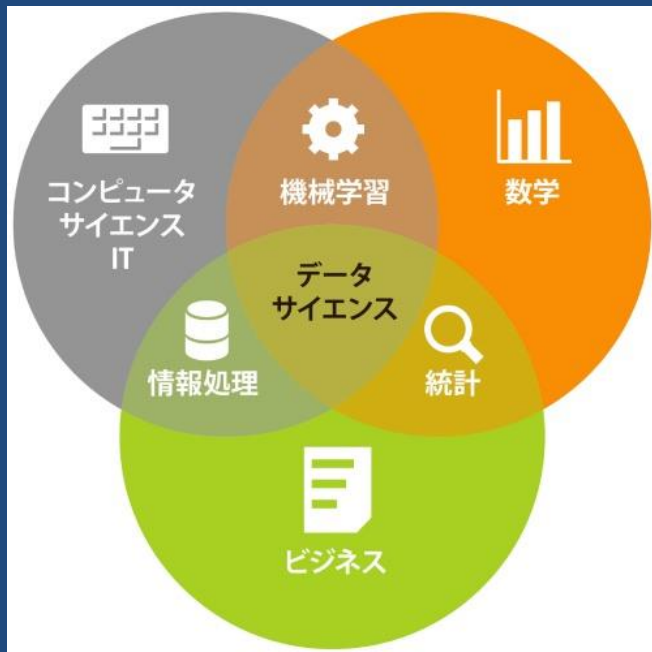 コンピュータ
サイエンス
IT
機械学習
数学
データ
サイエンス
情報処理
統計
ビジネス